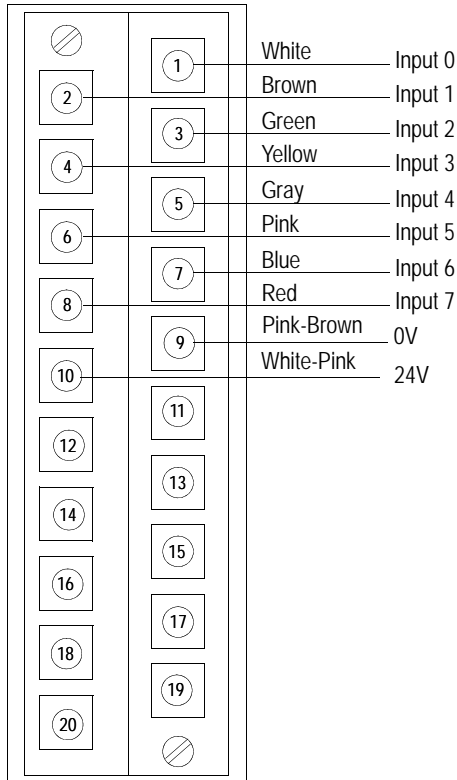 1 White Input 0
2 Brown Input 1
3 Green Input 2
4 Yellow Input 3
5 Gray Input 4
6 Pink Input 5
7 Blue Input 6
8 Red Input 7
9 Pink-Brown 0V
10 White-Pink 24V
11
12
13
14
15
16
17
18
19
20